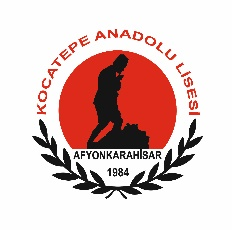 KOCATEPE ANADOLU LİSESİ
AFYONKARAHİSAR
1984